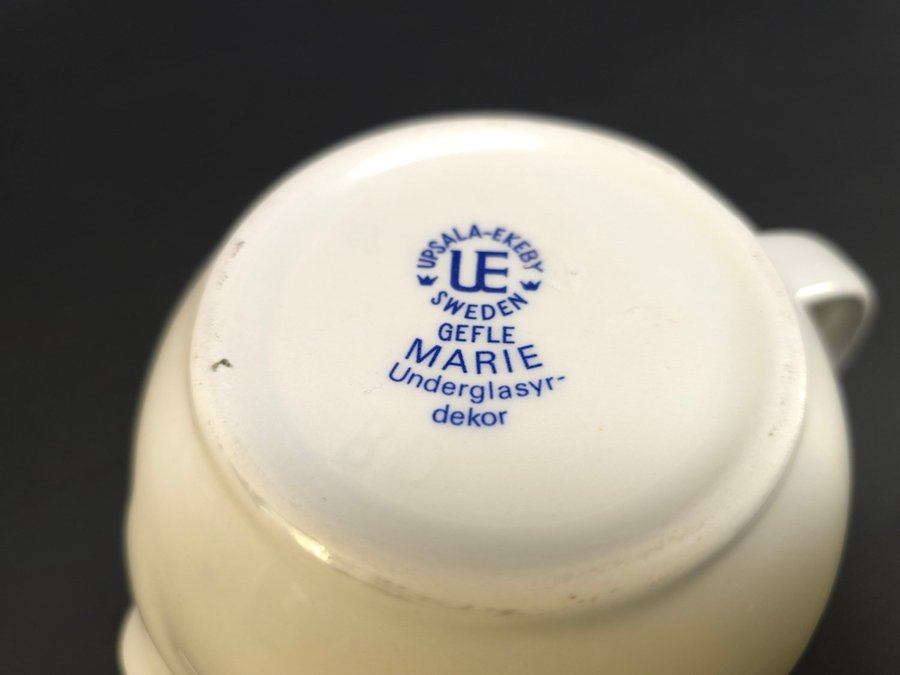 UPSALA-EKEBY
UE
SWEDEN
GEFLE
MARIE
Underglasyr-
dekor